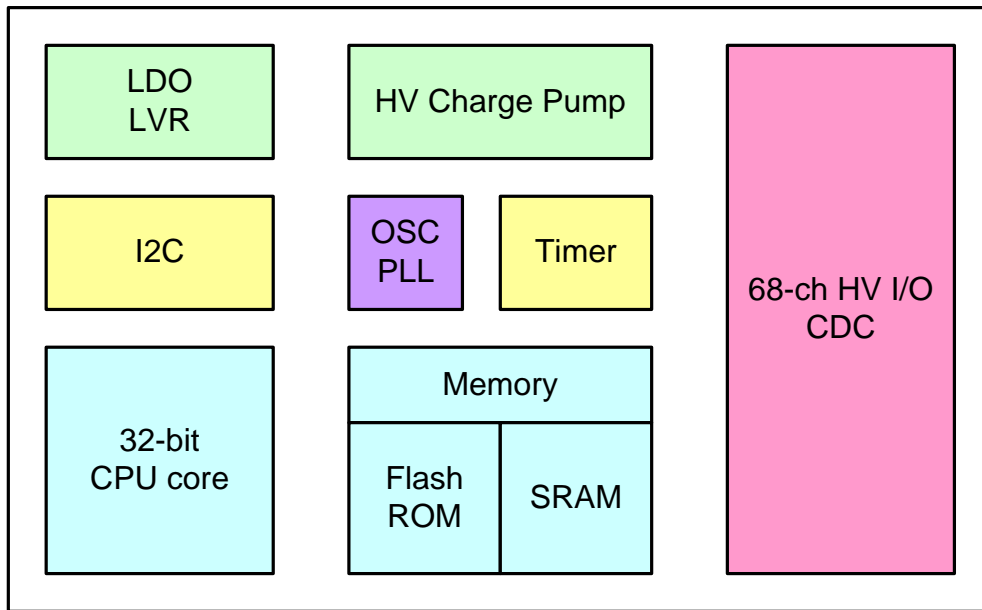 LDO
LVR
HV Charge Pump
68-ch HV I/O
CDC
I2C
OSC
PLL
Timer
32-bit
CPU core
Memory
Flash
ROM
SRAM